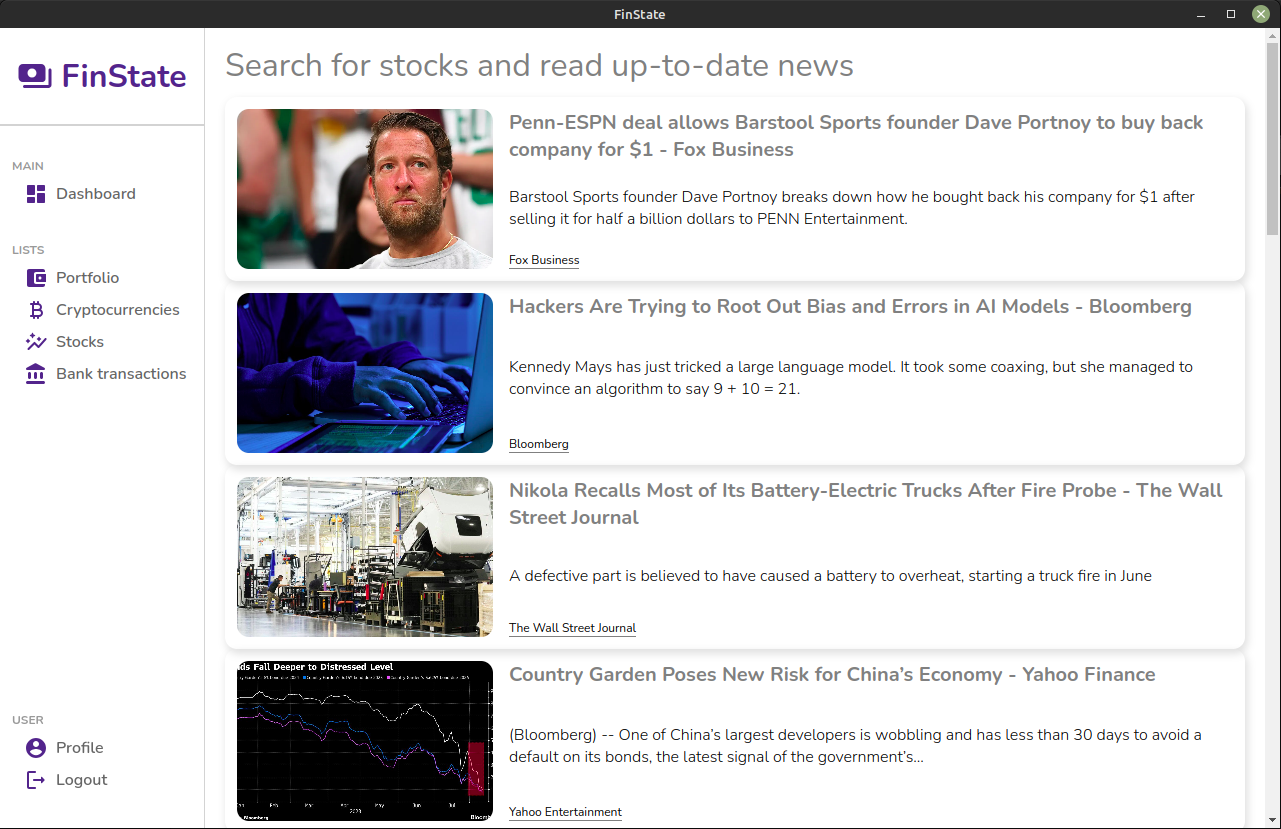 FinState
FinState
MAIN
Dashboard
LISTS
Portfolio
Cryptocurrencies
Stocks
Bank transactions
USER
Profile
Logout
Search for stocks and read up-to-date news
Penn-ESPN deal allows Barstool Sports founder Dave Portnoy to buy back
company for $1 - Fox Business
Barstool Sports founder Dave Portnoy breaks down how he bought back his company for $1 after
selling it for half a billion dollars to PENN Entertainment.
Fox Business
Hackers Are Trying to Root Out Bias and Errors in AI Models - Bloomberg
Kennedy Mays has just tricked a large language model. It took some coaxing, but she managed to
convince an algorithm to say 9 + 10 = 21.
Bloomberg
Nikola Recalls Most of Its Battery-Electric Trucks After Fire Probe - The Wall
Street Journal
A defective part is believed to have caused a battery to overheat, starting a truck fire in June
The Wall Street Journal
ds Fall Deeper to Distressed Level
Feb Mar Apr May Jun Jul
2023
Bloomberg
Country Garden Poses New Risk for China’s Economy - Yahoo Finance
(Bloomberg) -- One of China’s largest developers is wobbling and has less than 30 days to avoid a
default on its bonds, the latest signal of the government’s...
Yahoo Entertainment